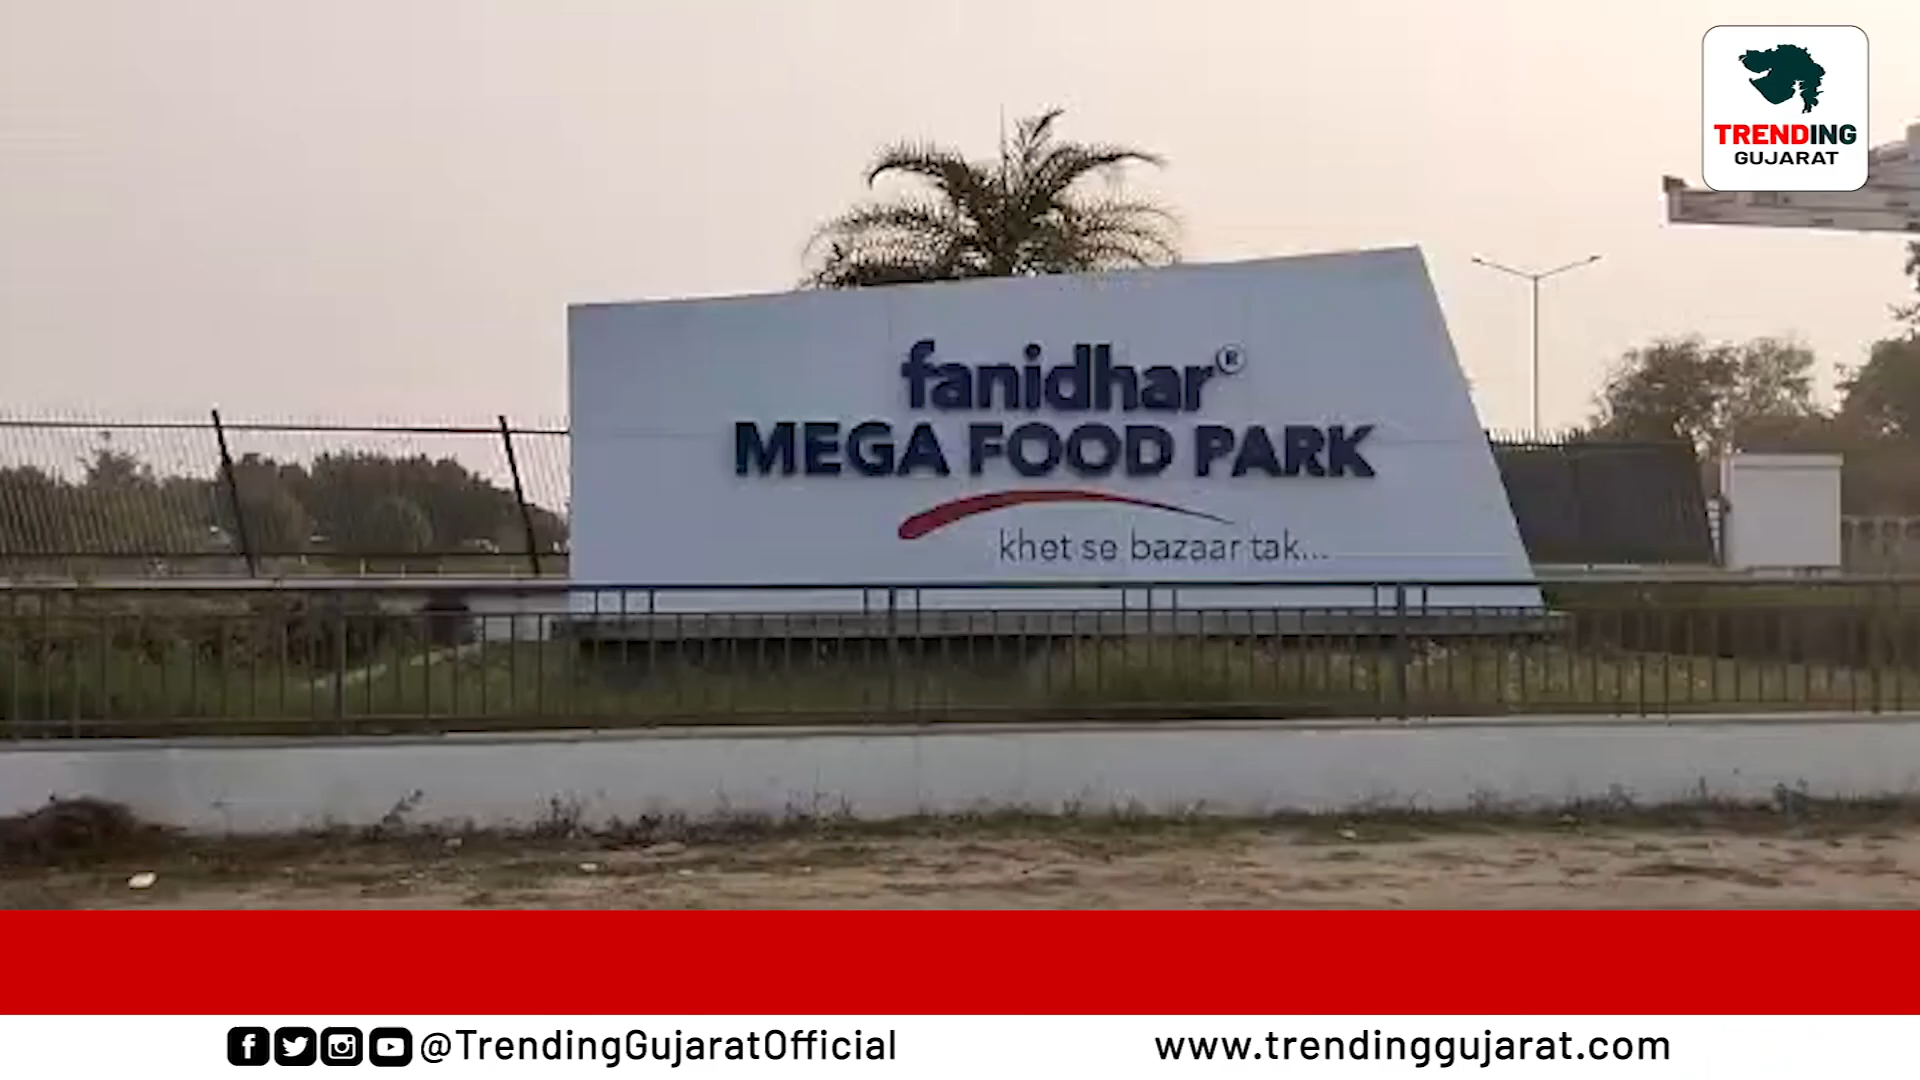 TRENDING
GUJARAT
fanidhar®
MEGA FOOD PARK
khet se bazaar tak...
@TrendingGujaratOfficial
www.trendinggujarat.com